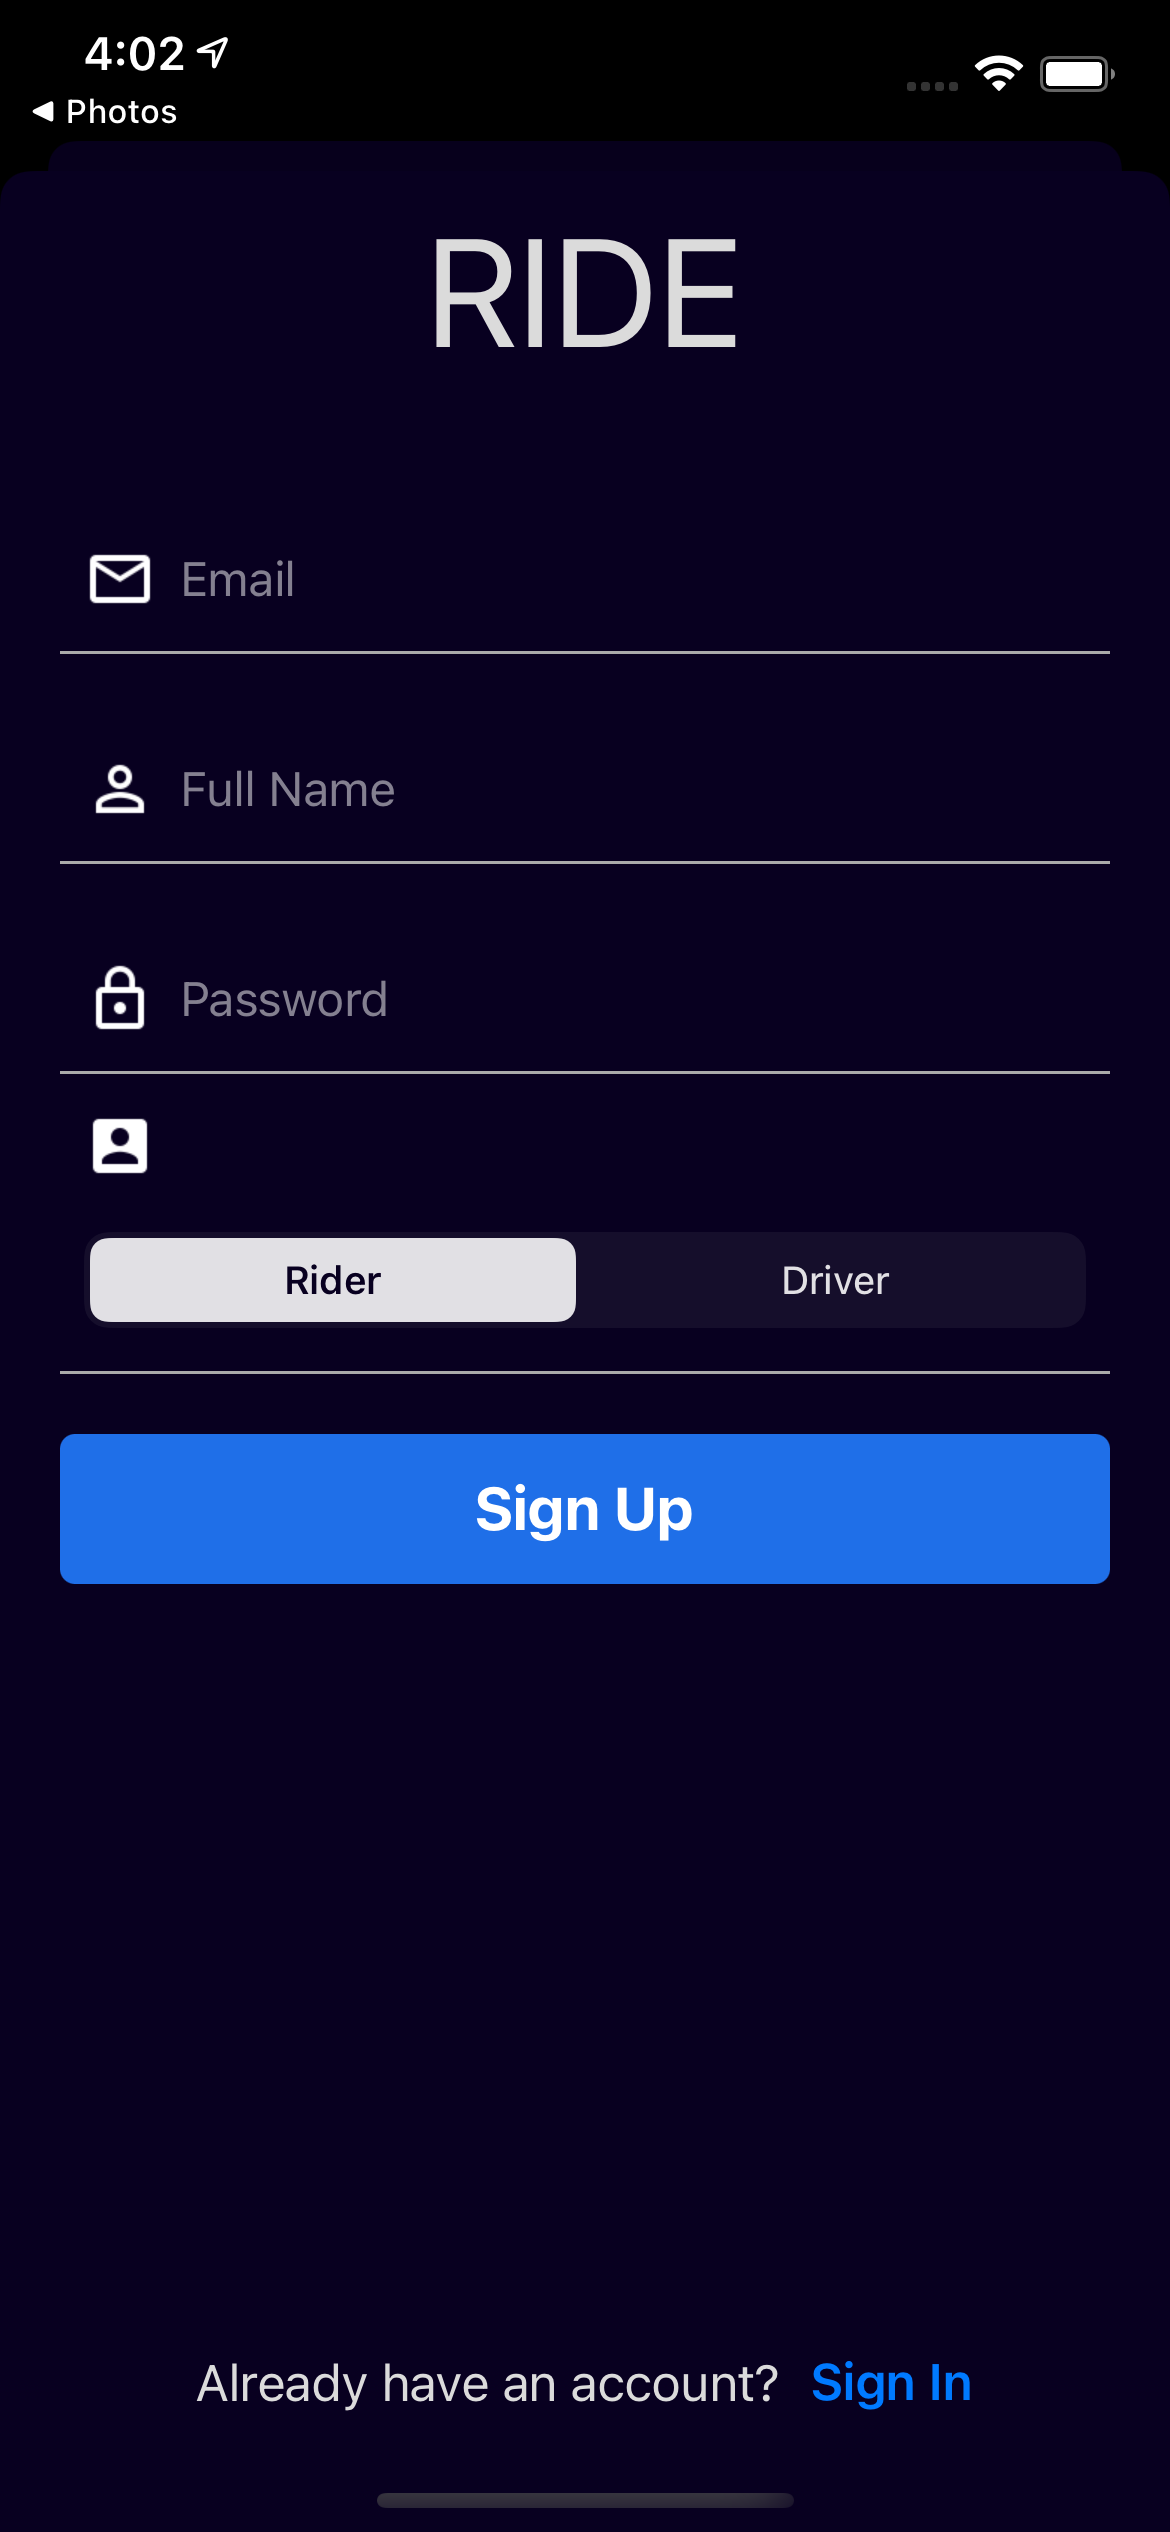 4:02
Photos
RIDE
Email
Full Name
Password
Rider
Driver
Sign Up
Already have an account? Sign In